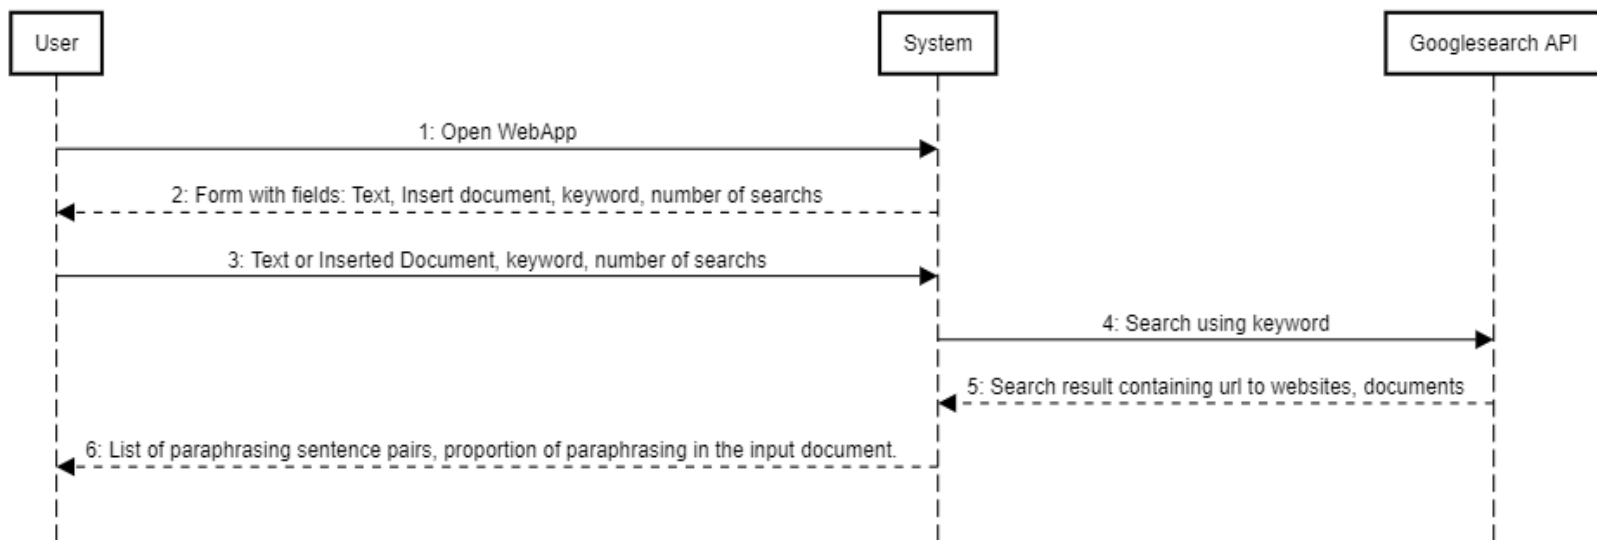 User
System
Googlesearch API
1: Open WebApp
2: Form with fields: Text, Insert document, keyword, number of searchs
3: Text or Inserted Document, keyword, number of searchs
4: Search using keyword
5: Search result containing url to websites, documents
6: List of paraphrasing sentence pairs, proportion of paraphrasing in the input document.